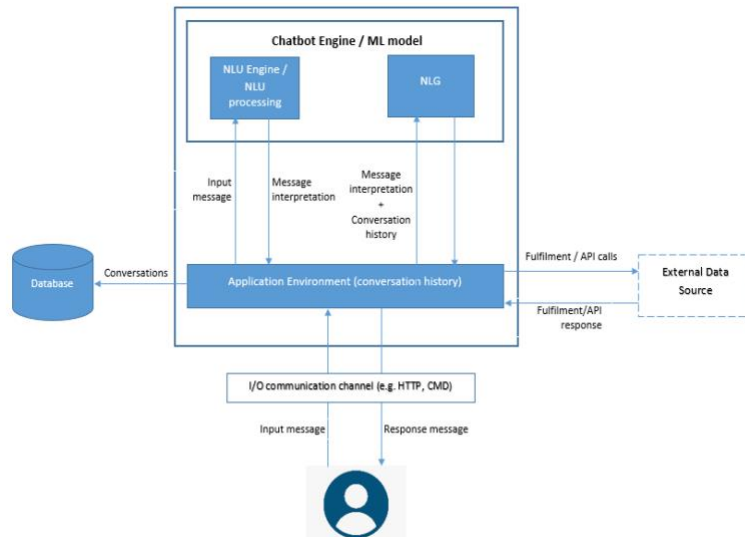 Chatbot Engine / ML model
NLU Engine /
NLU
processing
NLG
Input
message
Message
interpretation
Message
interpretation
+
Conversation
history
Database
Conversations
Application Environment (conversation history)
Fulfilment / API calls
Fulfilment/API
response
External Data
Source
I/O communication channel (e.g. HTTP, CMD)
Input message
Response message